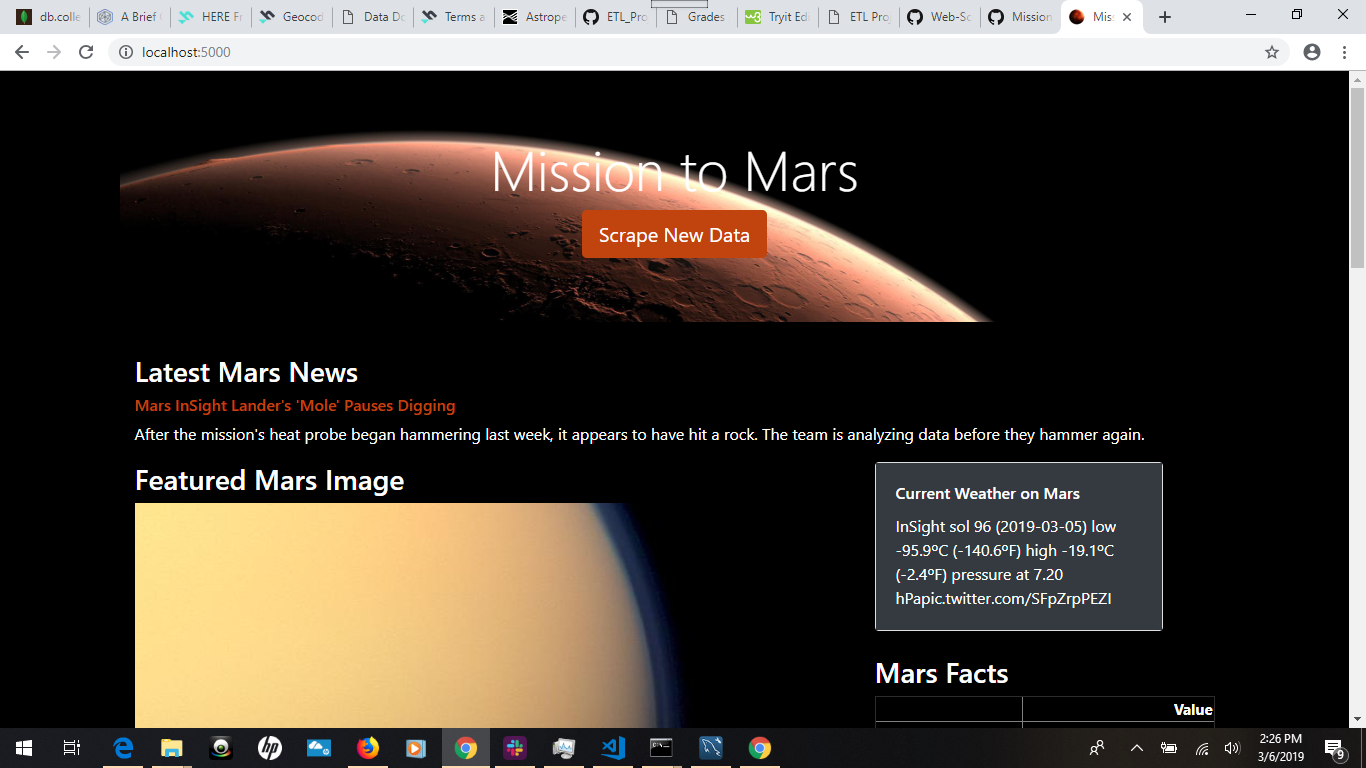 db.colle
A Brief
HERE Fr
Geocod
Data Do
Terms a
Astrope
ETL_Pro
Grades
Tryit Edi
ETL Pro
Web-Sc
Mission
Mis
localhost:5000
Mission to Mars
Scrape New Data
Latest Mars News
Mars InSight Lander's 'Mole' Pauses Digging
After the mission's heat probe began hammering last week, it appears to have hit a rock. The team is analyzing data before they hammer again.
Featured Mars Image
Current Weather on Mars
InSight sol 96 (2019-03-05) low
-95.9ºC (-140.6ºF) high -19.1ºC
(-2.4ºF) pressure at 7.20
hPapic.twitter.com/SFpZrpPEZI
Mars Facts
Value
hp
2:26 PM
3/6/2019
9